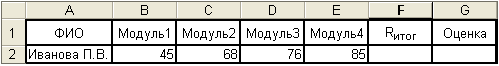 A B C D E F G
1 ФИО Модуль1 Модуль2 Модуль3 Модуль4 Rитог Оценка
2 Иванова П.В. 45 68 76 85